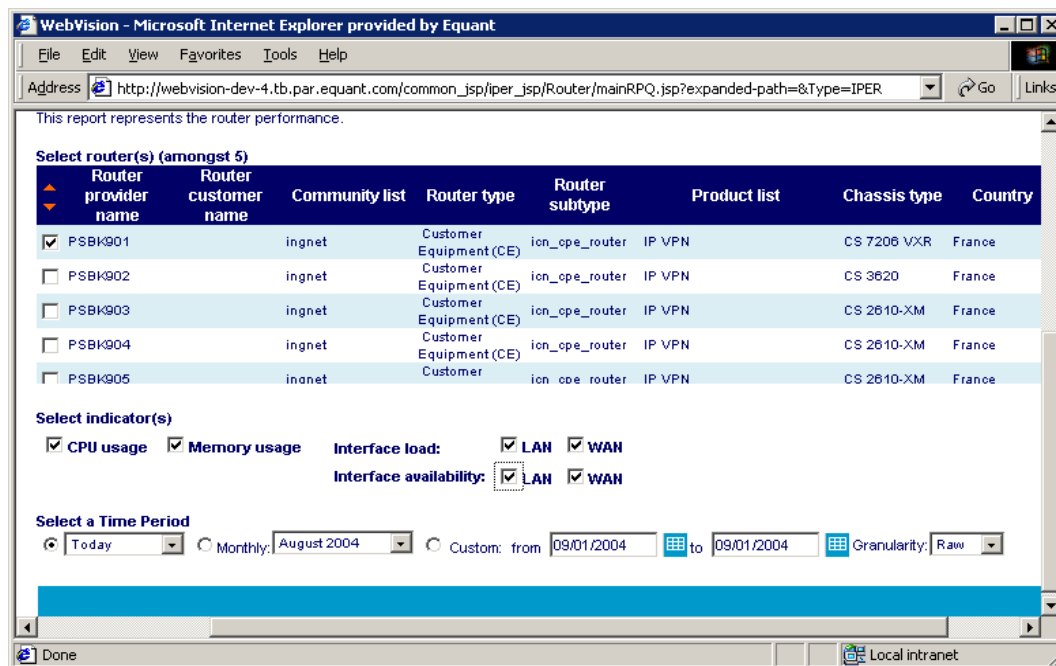 WebVision - Microsoft Internet Explorer provided by Equant
File Edit View Favorites Tools Help
Address http://webvision-dev-4.tb.par.equant.com/common_jsp/iper_jsp/Router/mainRPQ.jsp?expanded-path=&Type=IPER Go Links
This report represents the router performance.
Select router(s) (amongst 5)
Router provider name Router customer name Community list Router type Router subtype Product list Chassis type Country
PSBK901 ingnet Customer Equipment (CE) icn_cpe_router IP VPN CS 7206 VXR France
PSBK902 ingnet Customer Equipment (CE) icn_cpe_router IP VPN CS 3620 France
PSBK903 ingnet Customer Equipment (CE) icn_cpe_router IP VPN CS 2610-XM France
PSBK904 ingnet Customer Equipment (CE) icn_cpe_router IP VPN CS 2610-XM France
PSBK905 ingnet Customer icn_cpe_router IP VPN CS 2610-XM France
Select indicator(s)
CPU usage Memory usage Interface load: LAN WAN
Interface availability: LAN WAN
Select a Time Period
Today Monthly: August 2004 Custom: from 09/01/2004 to 09/01/2004 Granularity: Raw
Done Local intranet